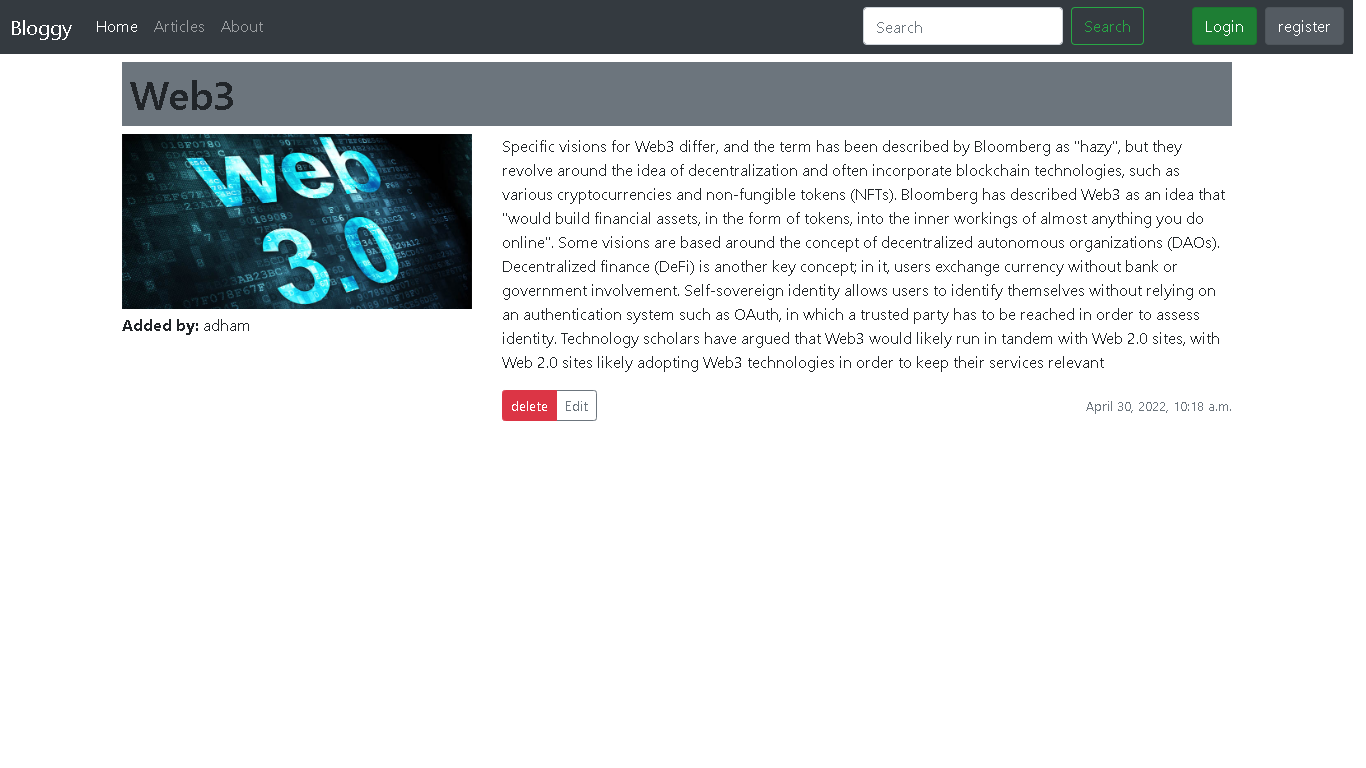 Bloggy Home Articles About Search Search Login register
Web3
web
3.0
Added by: adham
Specific visions for Web3 differ, and the term has been described by Bloomberg as "hazy", but they
revolve around the idea of decentralization and often incorporate blockchain technologies, such as
various cryptocurrencies and non-fungible tokens (NFTs). Bloomberg has described Web3 as an idea that
"would build financial assets, in the form of tokens, into the inner workings of almost anything you do
online". Some visions are based around the concept of decentralized autonomous organizations (DAOs).
Decentralized finance (DeFi) is another key concept; in it, users exchange currency without bank or
government involvement. Self-sovereign identity allows users to identify themselves without relying on
an authentication system such as OAuth, in which a trusted party has to be reached in order to assess
identity. Technology scholars have argued that Web3 would likely run in tandem with Web 2.0 sites, with
Web 2.0 sites likely adopting Web3 technologies in order to keep their services relevant
delete Edit April 30, 2022, 10:18 a.m.